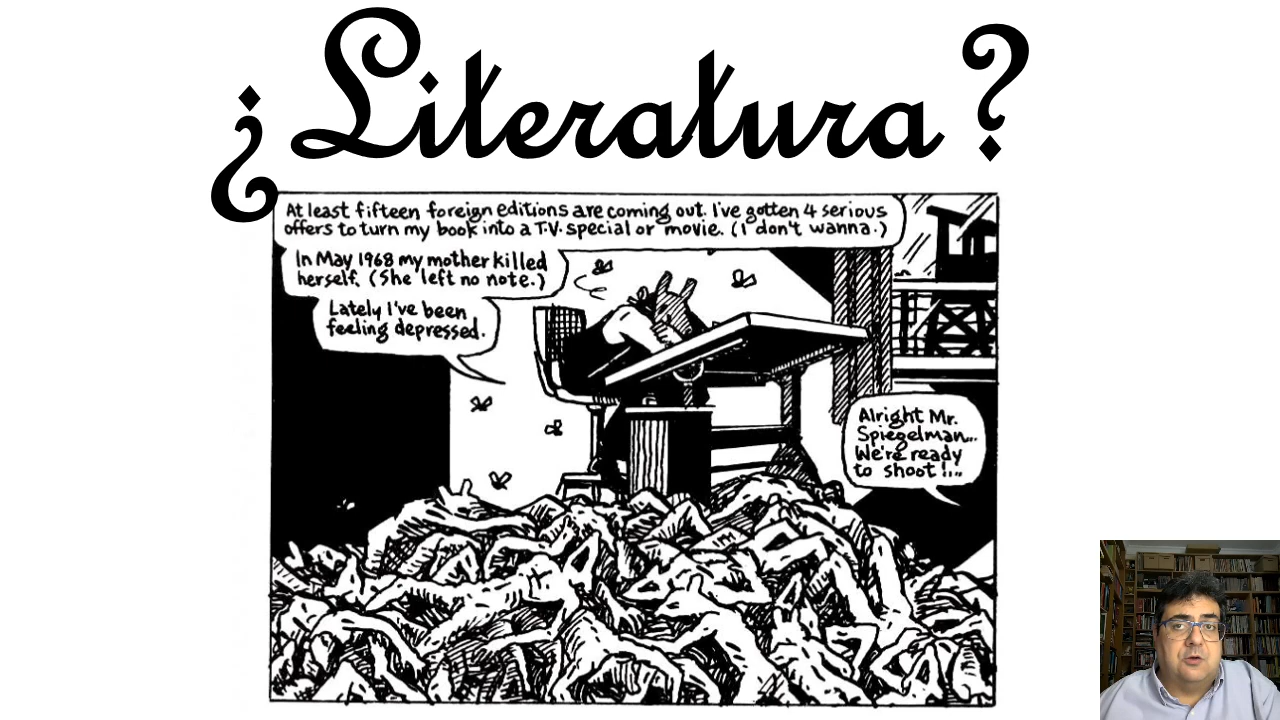 ¿Literatura?
At least fifteen foreign editions are coming out. I've gotten 4 serious
offers to turn my book into a T.V. special or movie. (I don't wanna.)
In May 1968 my mother killed
herself. (She left no note.)
Lately I've been
feeling depressed.
Alright Mr.
Spiegelman...
We're ready
to shoot!...